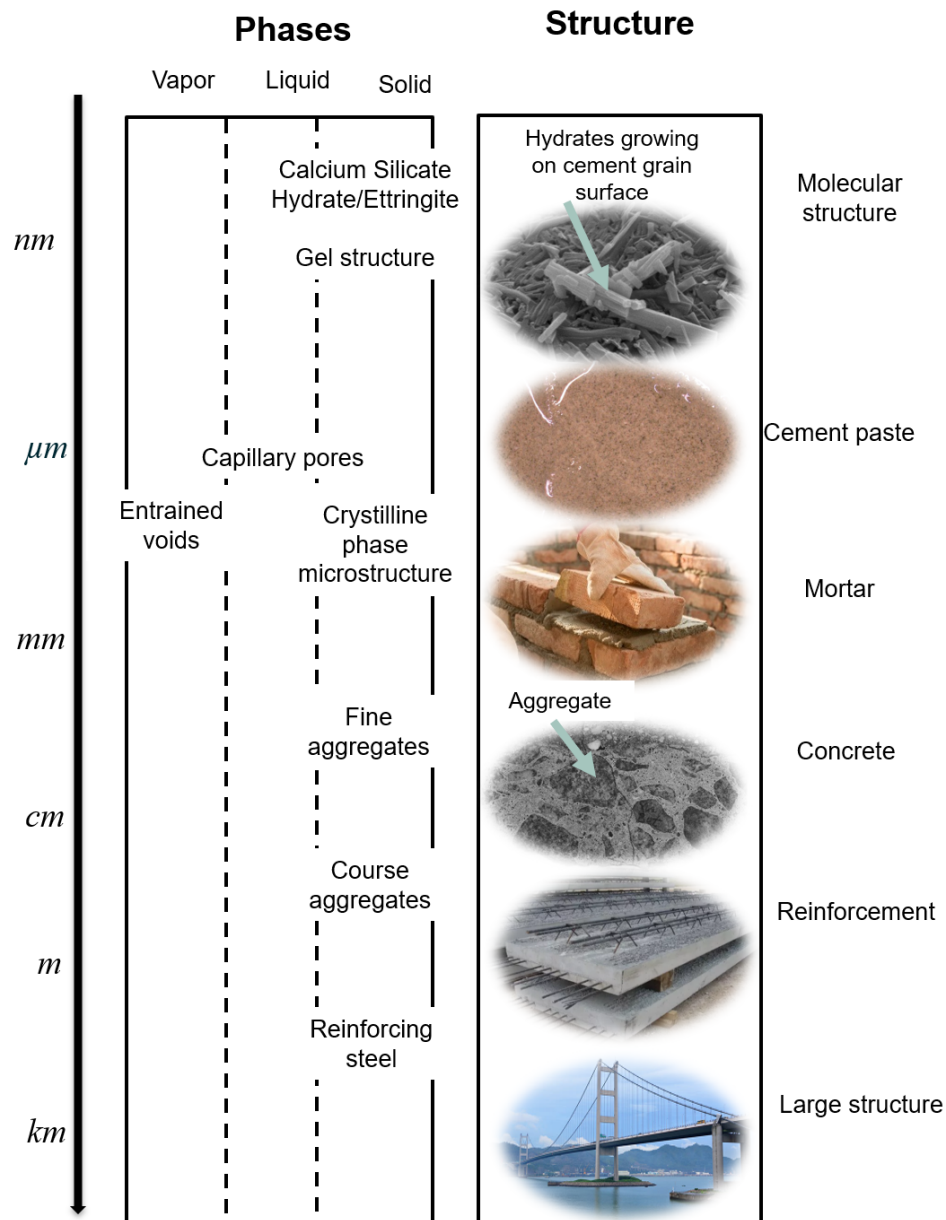 Phases
Structure
Vapor
Liquid
Solid
Hydrates growing
on cement grain
surface
Calcium Silicate
Hydrate/Ettringite
Molecular
structure
nm
Gel structure
µm
Capillary pores
Cement paste
Entrained
voids
Crystilline
phase
microstructure
Mortar
mm
Fine
aggregates
Aggregate
Concrete
cm
Course
aggregates
Reinforcement
m
Reinforcing
steel
Large structure
km